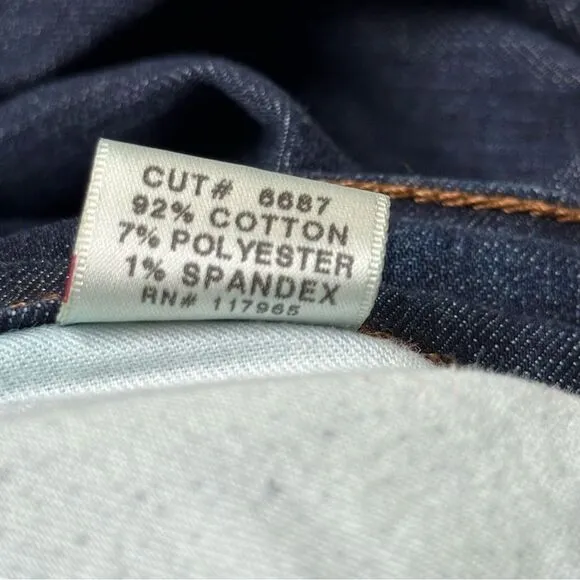 CUT# 6687
92% COTTON
7% POLYESTER
1% SPANDEX
RN# 117965